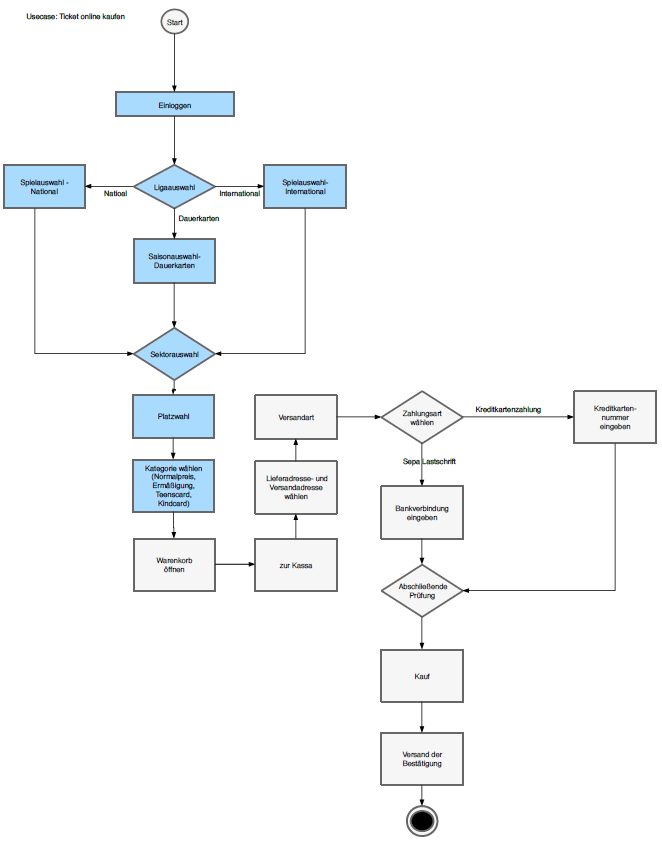 Usecase: Ticket online kaufen
Start
Einloggen
Spielauswahl -
National
Natioal
Ligaauswahl
International
Spielauswahl-
International
Dauerkarten
Saisonauswahl-
Dauerkarten
Sektorauswahl
Platzwahl
Kategorie wählen
(Normalpreis,
Ermäßigung,
Teenscard,
Kindcard)
Warenkorb
öffnen
zur Kassa
Lieferadresse- und
Versandadresse
wählen
Versandart
Zahlungsart
wählen
Kreditkartenzahlung
Kreditkarten-
nummer
eingeben
Sepa Lastschrift
Bankverbindung
eingeben
Abschließende
Prüfung
Kauf
Versand der
Bestätigung